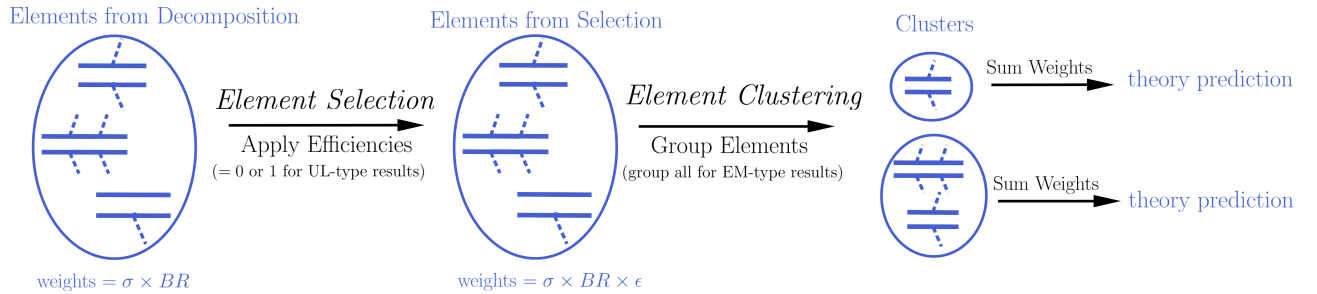 Elements from Decomposition
weights = σ × BR
Element Selection
Apply Efficiencies
(= 0 or 1 for UL-type results)
Elements from Selection
weights = σ × BR × ϵ
Element Clustering
Group Elements
(group all for EM-type results)
Clusters
Sum Weights
theory prediction
Sum Weights
theory prediction